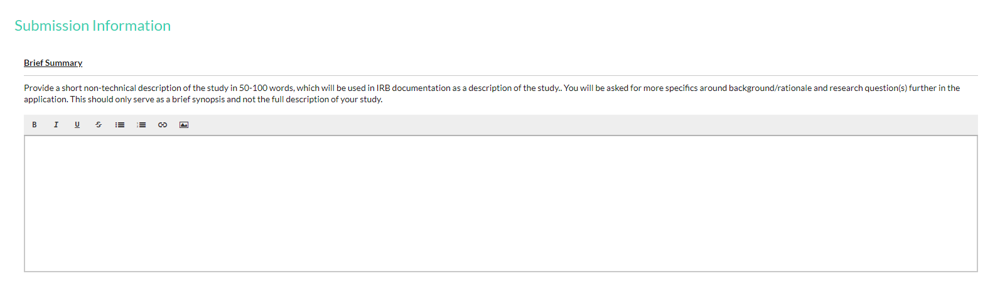 Submission Information
Brief Summary
Provide a short non-technical description of the study in 50-100 words, which will be used in IRB documentation as a description of the study.. You will be asked for more specifics around background/rationale and research question(s) further in the
application. This should only serve as a brief synopsis and not the full description of your study.
B I U S